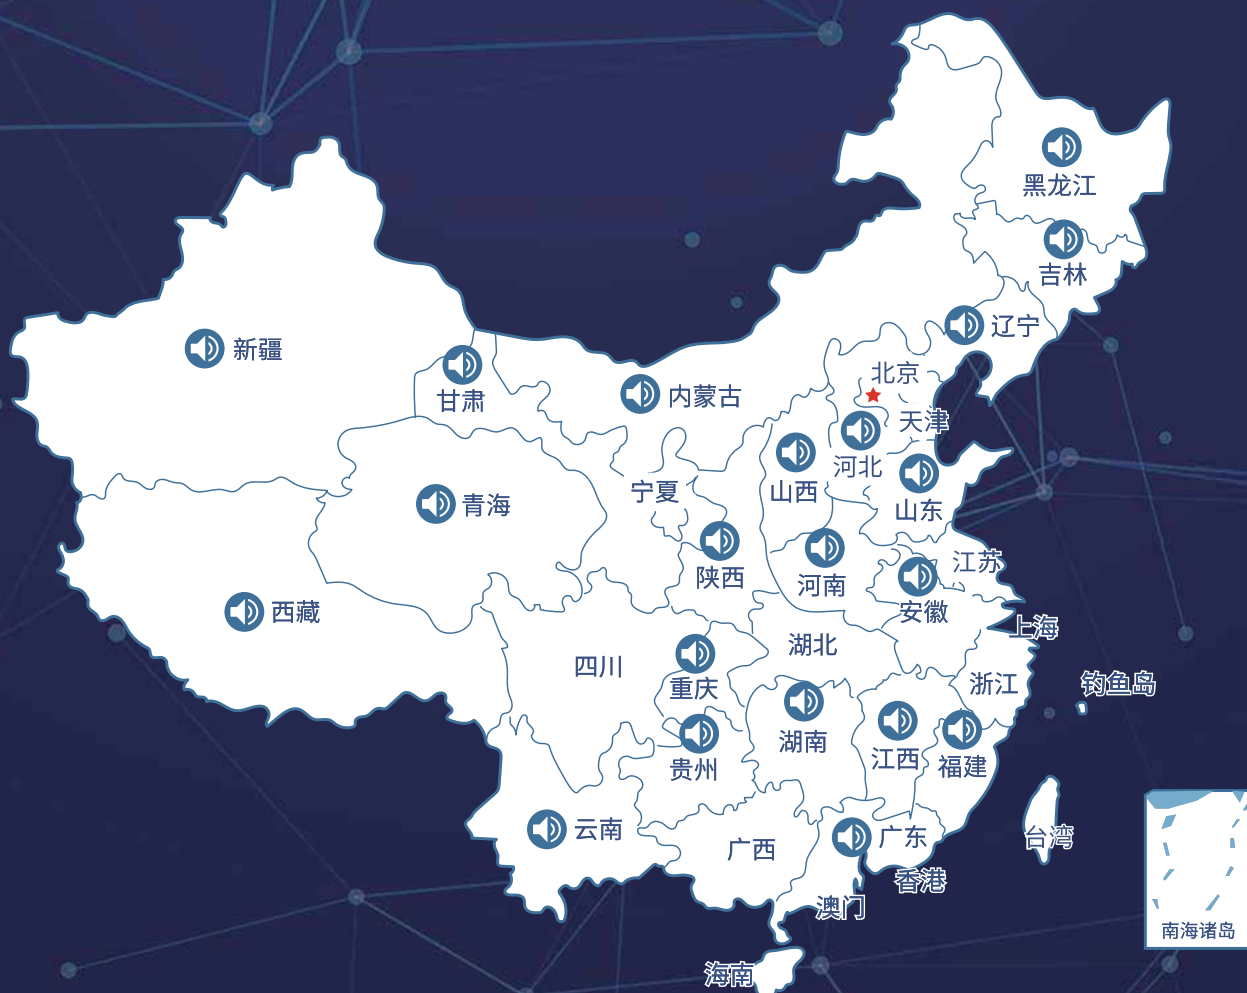 黑龙江
吉林
辽宁
新疆
甘肃
内蒙古
北京
天津
河北
山西
宁夏
青海
山东
陕西
河南
江苏
安徽
西藏
上海
湖北
四川
重庆
浙江
钓鱼岛
湖南
江西
福建
贵州
云南
广西
广东
台湾
香港
澳门
南海诸岛
海南